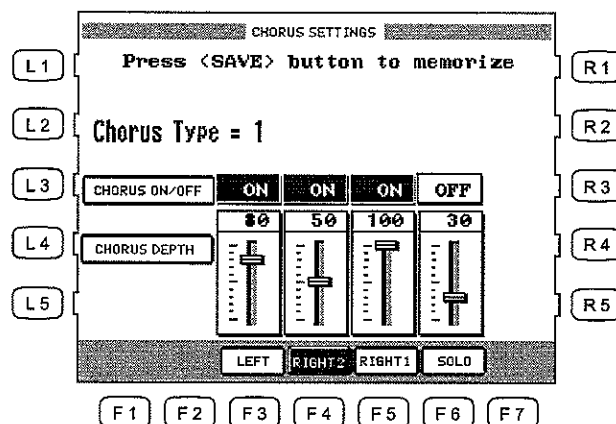 CHORUS SETTINGS
L1 Press <SAVE> button to memorize R1
L2 Chorus Type = 1 R2
L3 CHORUS ON/OFF ON ON ON OFF R3
80 50 100 30
L4 CHORUS DEPTH R4
L5 R5
LEFT RIGHT2 RIGHT1 SOLO
F1 F2 F3 F4 F5 F6 F7